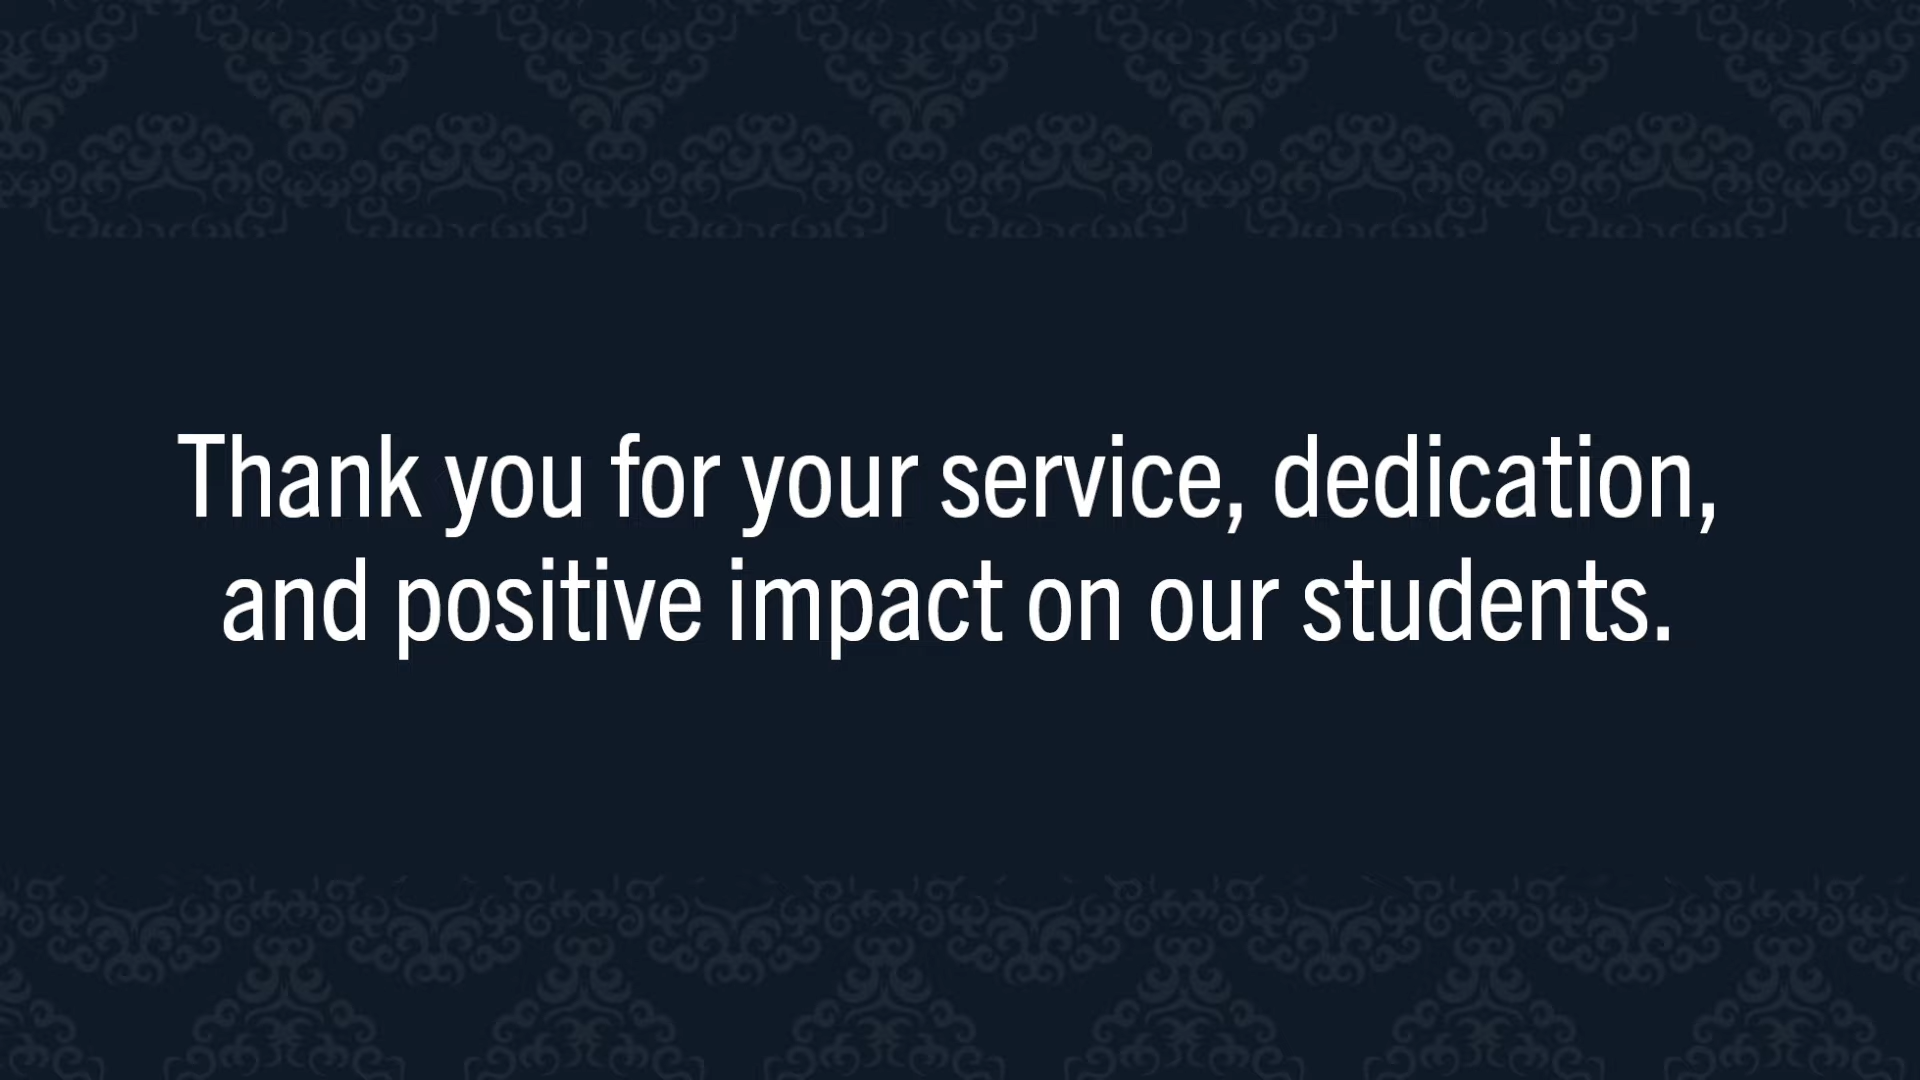 Thank you for your service, dedication,
and positive impact on our students.